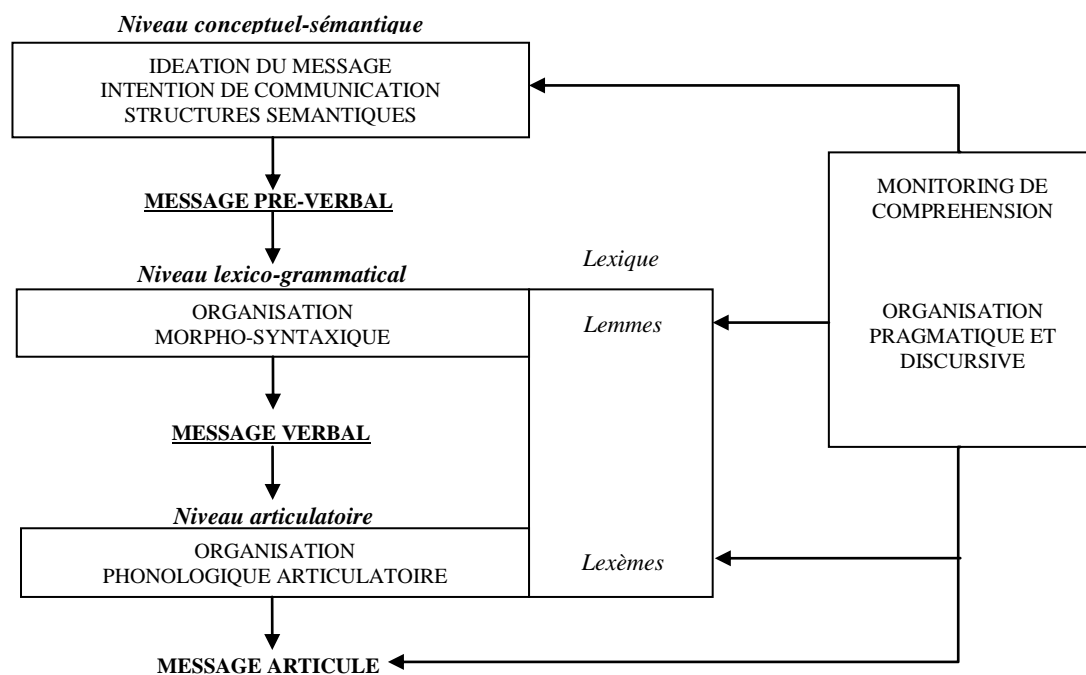 Niveau conceptuel-sémantique
IDEATION DU MESSAGE
INTENTION DE COMMUNICATION
STRUCTURES SEMANTIQUES
MESSAGE PRE-VERBAL
Niveau lexico-grammatical
ORGANISATION
MORPHO-SYNTAXIQUE
MESSAGE VERBAL
Niveau articulatoire
ORGANISATION
PHONOLOGIQUE ARTICULATOIRE
MESSAGE ARTICULE
Lexique
Lemmes
Lexèmes
MONITORING DE
COMPREHENSION
ORGANISATION
PRAGMATIQUE ET
DISCURSIVE